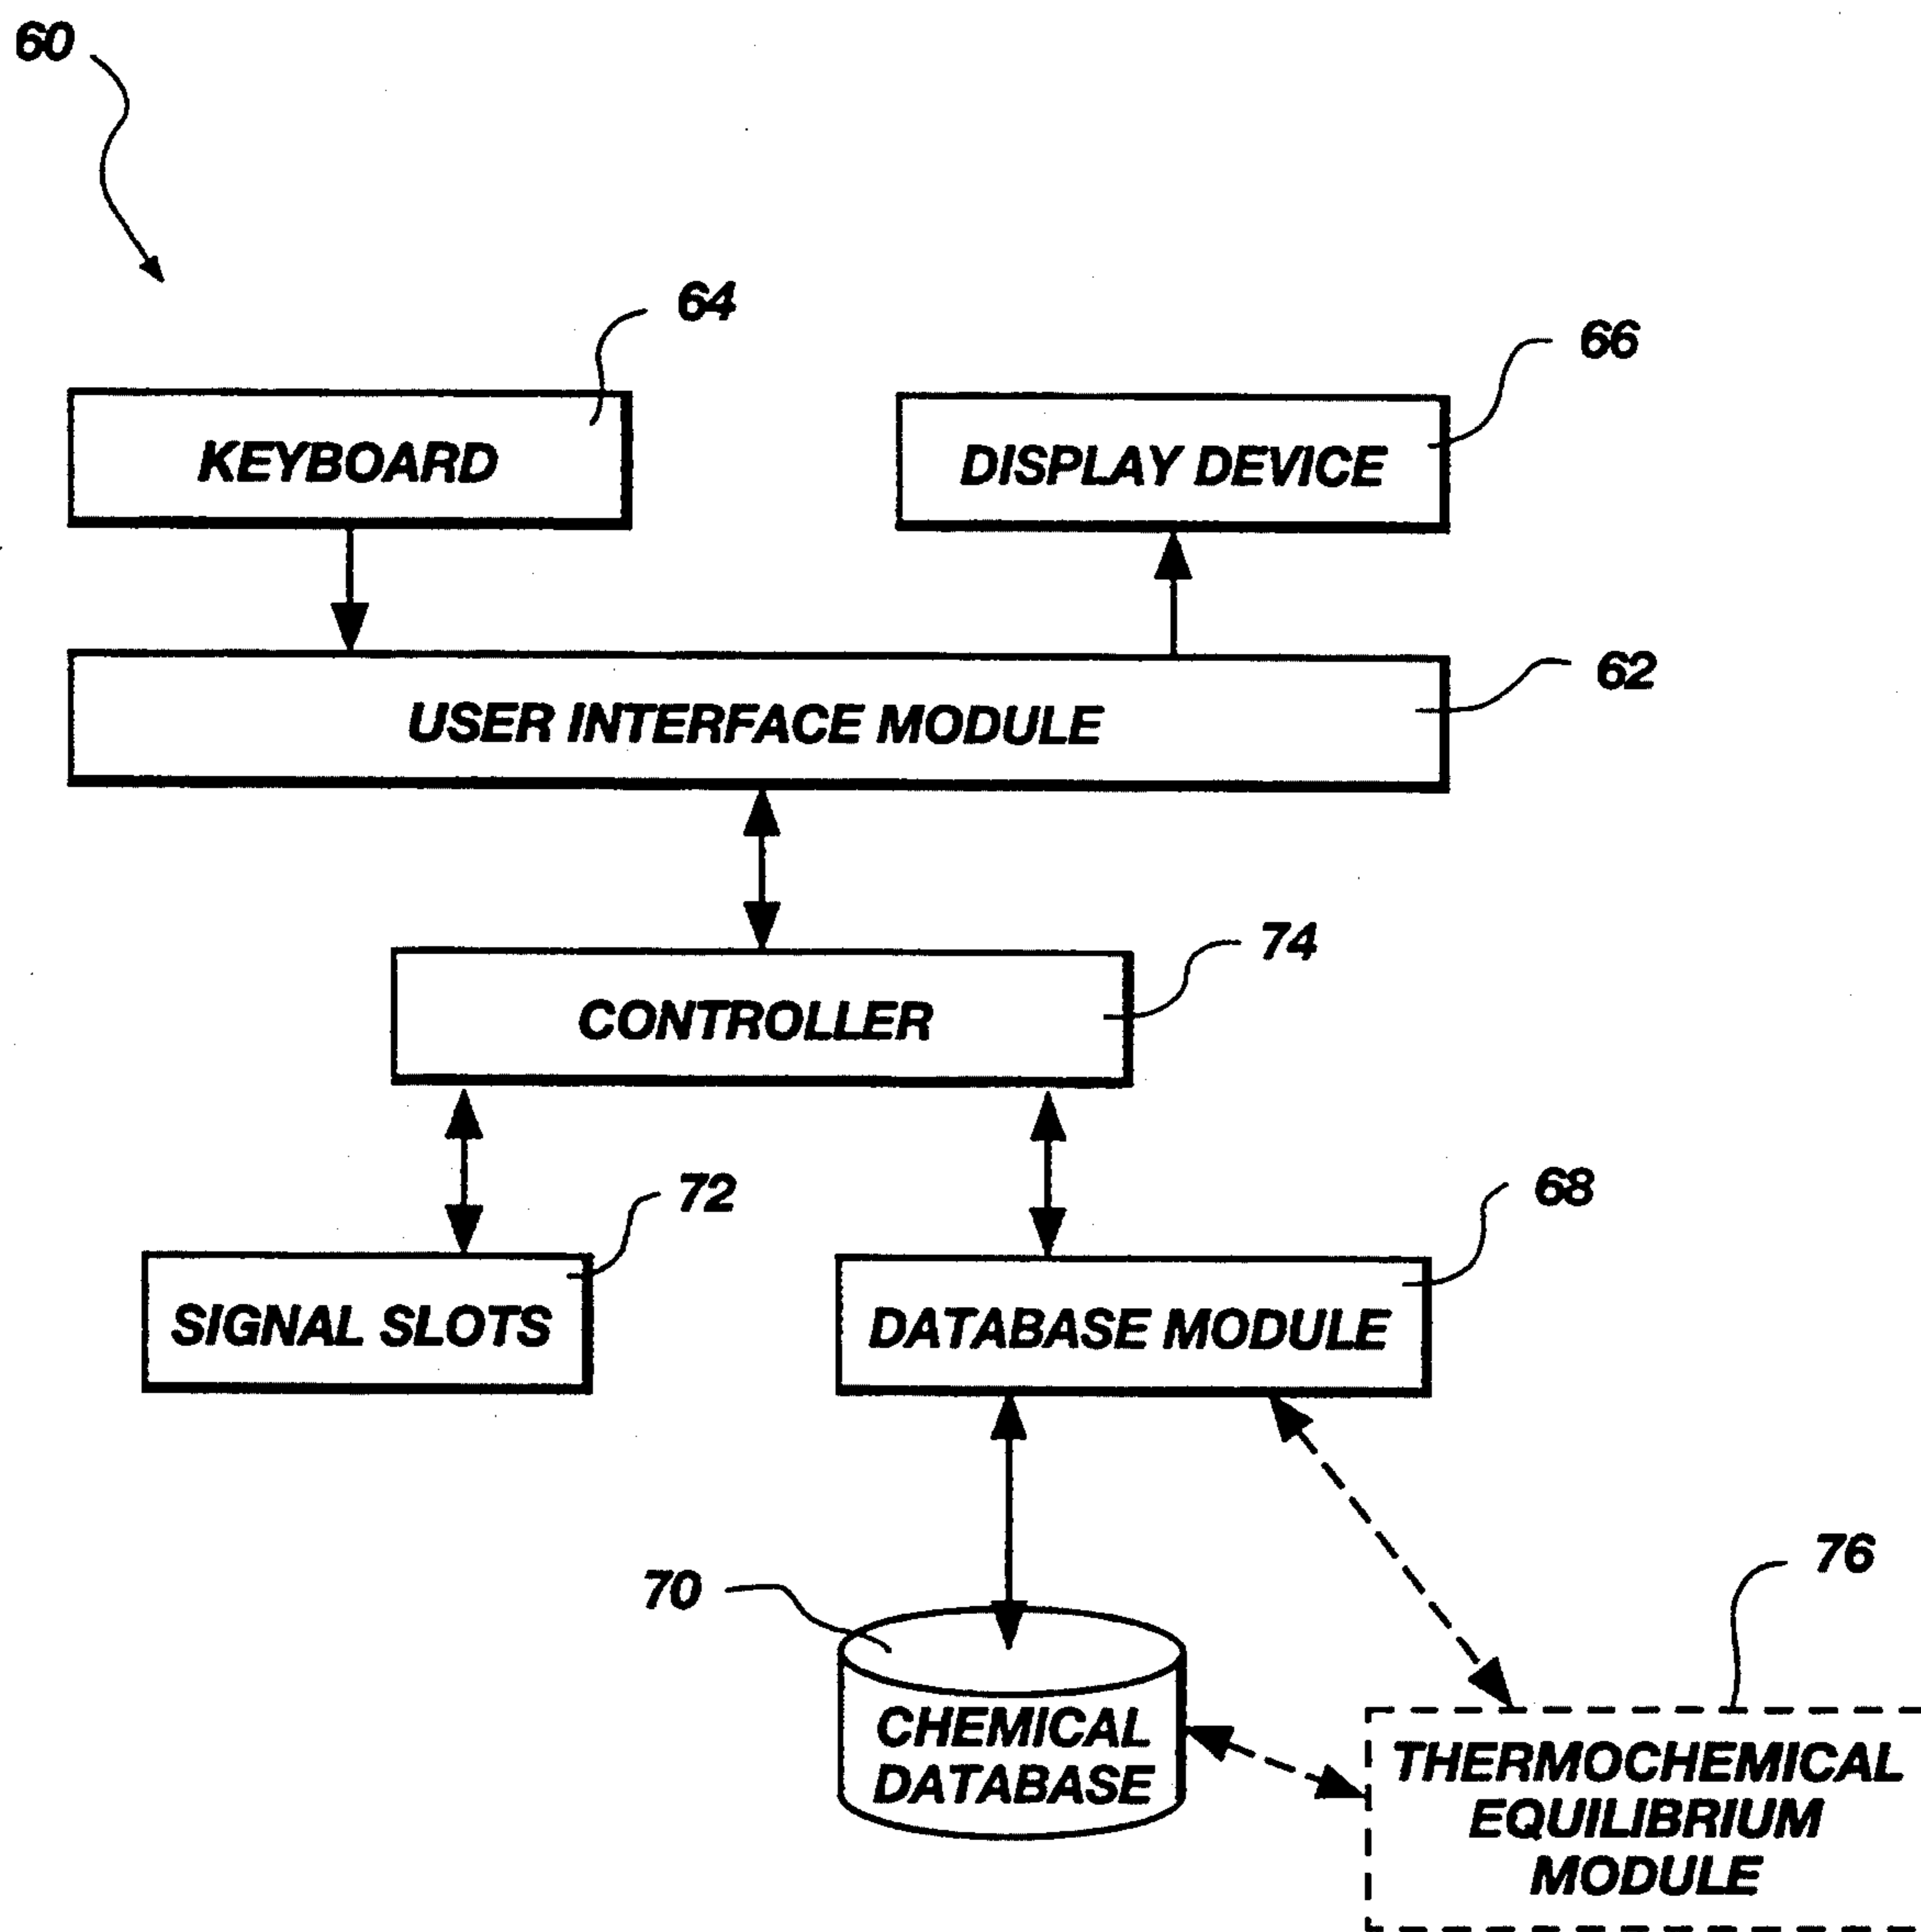 60
64
66
KEYBOARD
DISPLAY DEVICE
62
USER INTERFACE MODULE
74
CONTROLLER
72
68
SIGNAL SLOTS
DATABASE MODULE
76
70
CHEMICAL
DATABASE
THERMOCHEMICAL
EQUILIBRIUM
MODULE